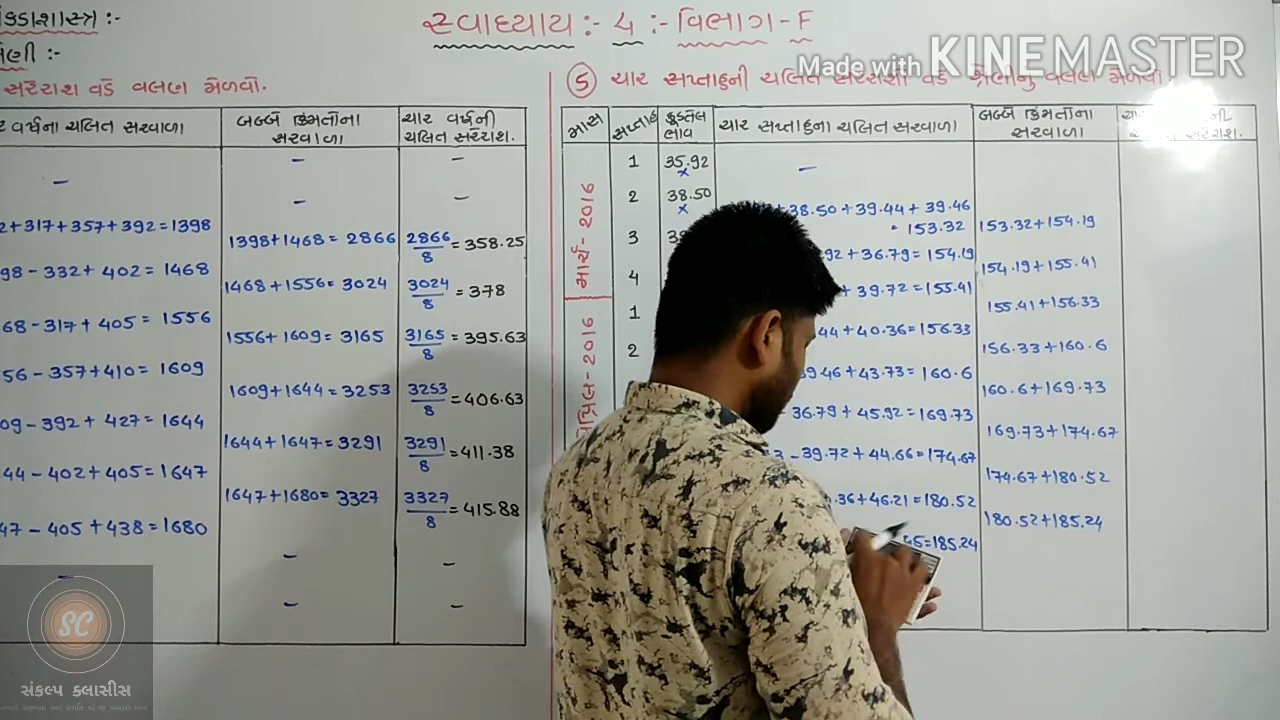 કડાશાસ્ત્ર :-
સ્વાધ્યાય :- 4 :- વિભાગ - F
ણી :-
Made with KINEMASTER
સરેરાશ વડે વલણ મેળવો.
5 ચાર સપ્તાહની ચલિત સરેરાશો વડે શ્રેણીનું વલણ મેળવો
વર્ષના ચલિત સરવાળા
બબ્બે કિંમતોના સરવાળા
ચાર વર્ષની ચલિત સરેરાશ.
- - -
- -
2+317+357+392=1398
1398+1468=2866
2866/8 =358.25
98-332+402=1468
1468+1556=3024
3024/8 =378
68-317+405=1556
1556+1609=3165
3165/8 =395.63
56-357+410=1609
1609+1644=3253
3253/8 =406.63
09-392+427=1644
1644+1647=3291
3291/8 =411.38
44-402+405=1647
1647+1680=3327
3327/8 =415.88
47-405+438=1680
- -
- - -
માસ
સપ્તાહ
ચાર સપ્તાહના ચલિત સરવાળા
બબ્બે કિંમતોના સરવાળા
માર્ચ - 2016
1 35.92 -
2 38.50
+38.50+39.44+39.46
= 153.32
153.32+154.19
3
92+36.79=154.19
154.19+155.41
4
+39.72=155.41
155.41+156.33
પ્રિલ-2016
1
44+40.36=156.33
156.33+160.6
2
39.46+43.73=160.6
160.6+169.73
36.79+45.92=169.73
169.73+174.67
-39.72+44.66=174.67
174.67+180.52
.36+46.21=180.52
180.52+185.24
=185.24
SC
સંકલ્પ ક્લાસીસ